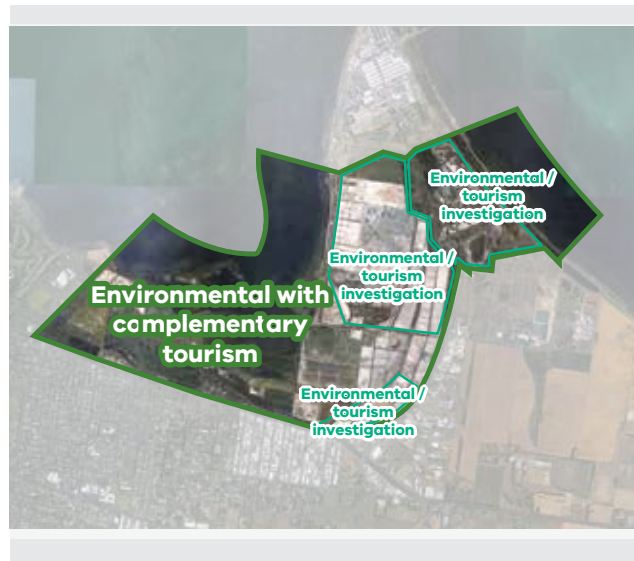 Environmental /
tourism
investigation
Environmental /
tourism
investigation
Environmental with
complementary
tourism
Environmental /
tourism
investigation